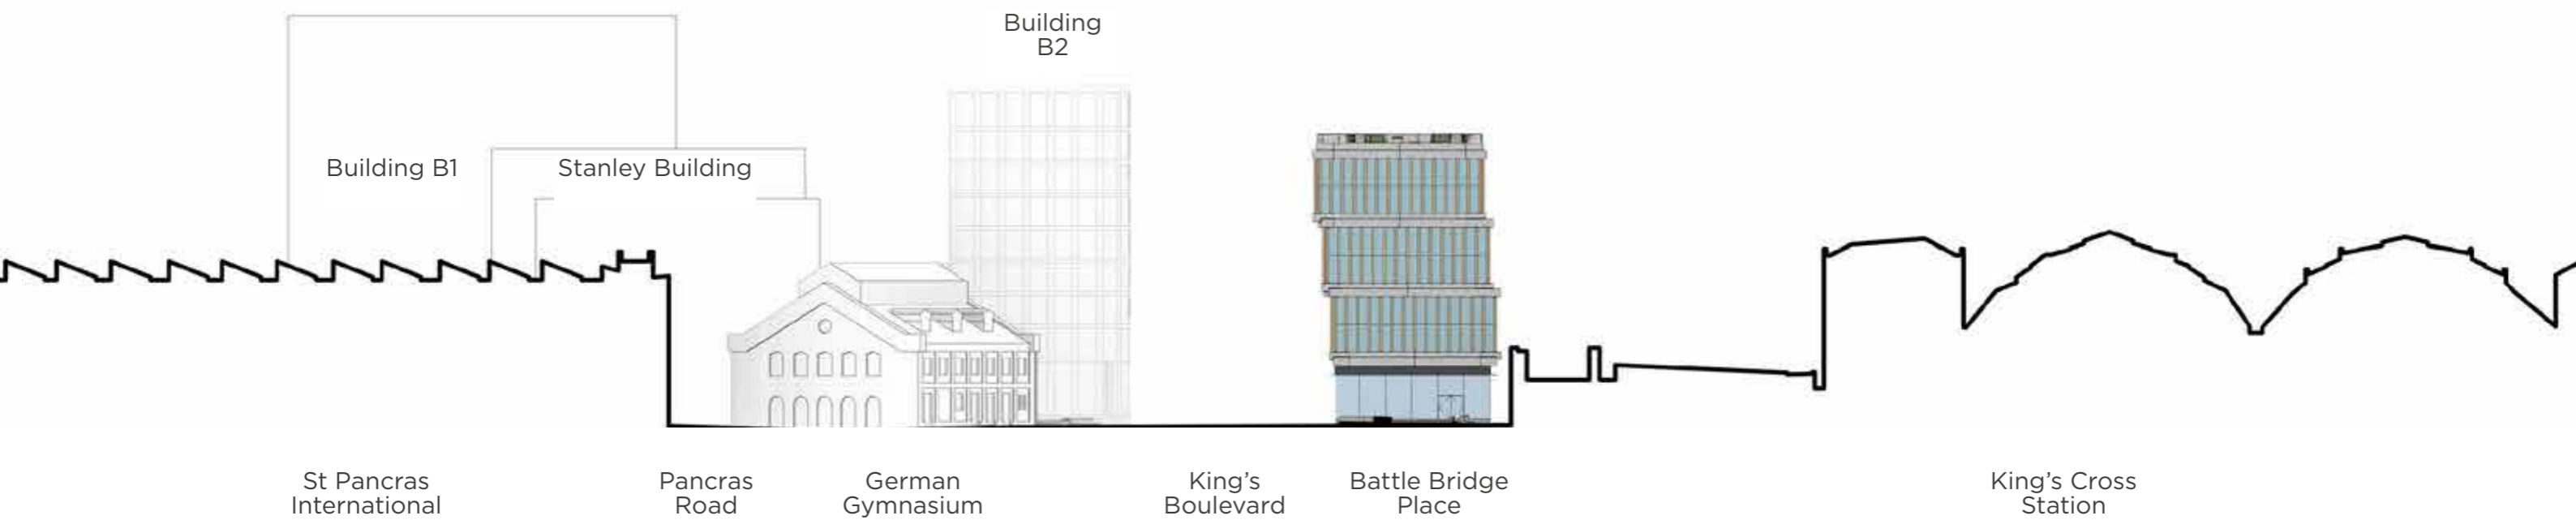 Building
B2
Building B1
Stanley Building
St Pancras
International
Pancras
Road
German
Gymnasium
King’s
Boulevard
Battle Bridge
Place
King’s Cross
Station